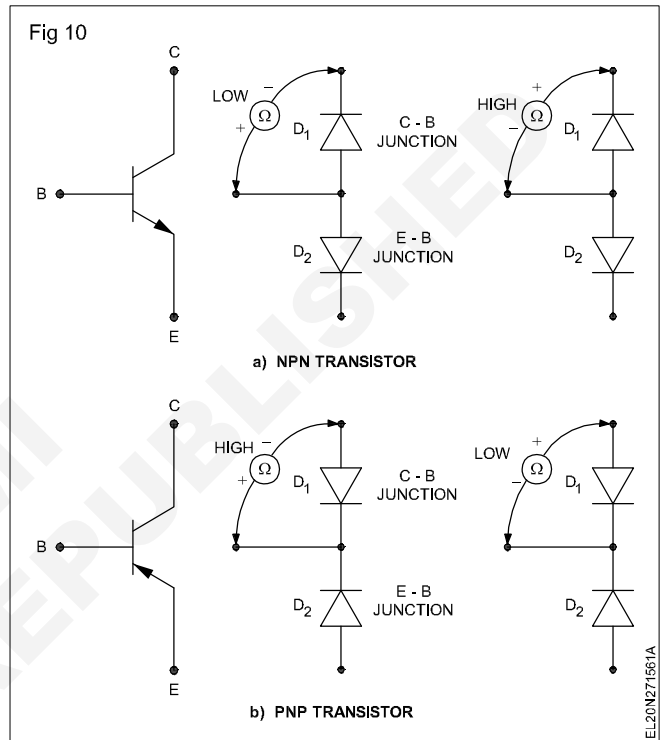 Fig 10
C
B
E
LOW
–
+
Ω
D1
C - B
JUNCTION
D2
E - B
JUNCTION
HIGH
+
–
Ω
D1
D2
a) NPN TRANSISTOR
C
B
E
HIGH
–
+
Ω
D1
C - B
JUNCTION
D2
E - B
JUNCTION
LOW
+
–
Ω
D1
D2
b) PNP TRANSISTOR
EL20N271561A
REPUBLISHED